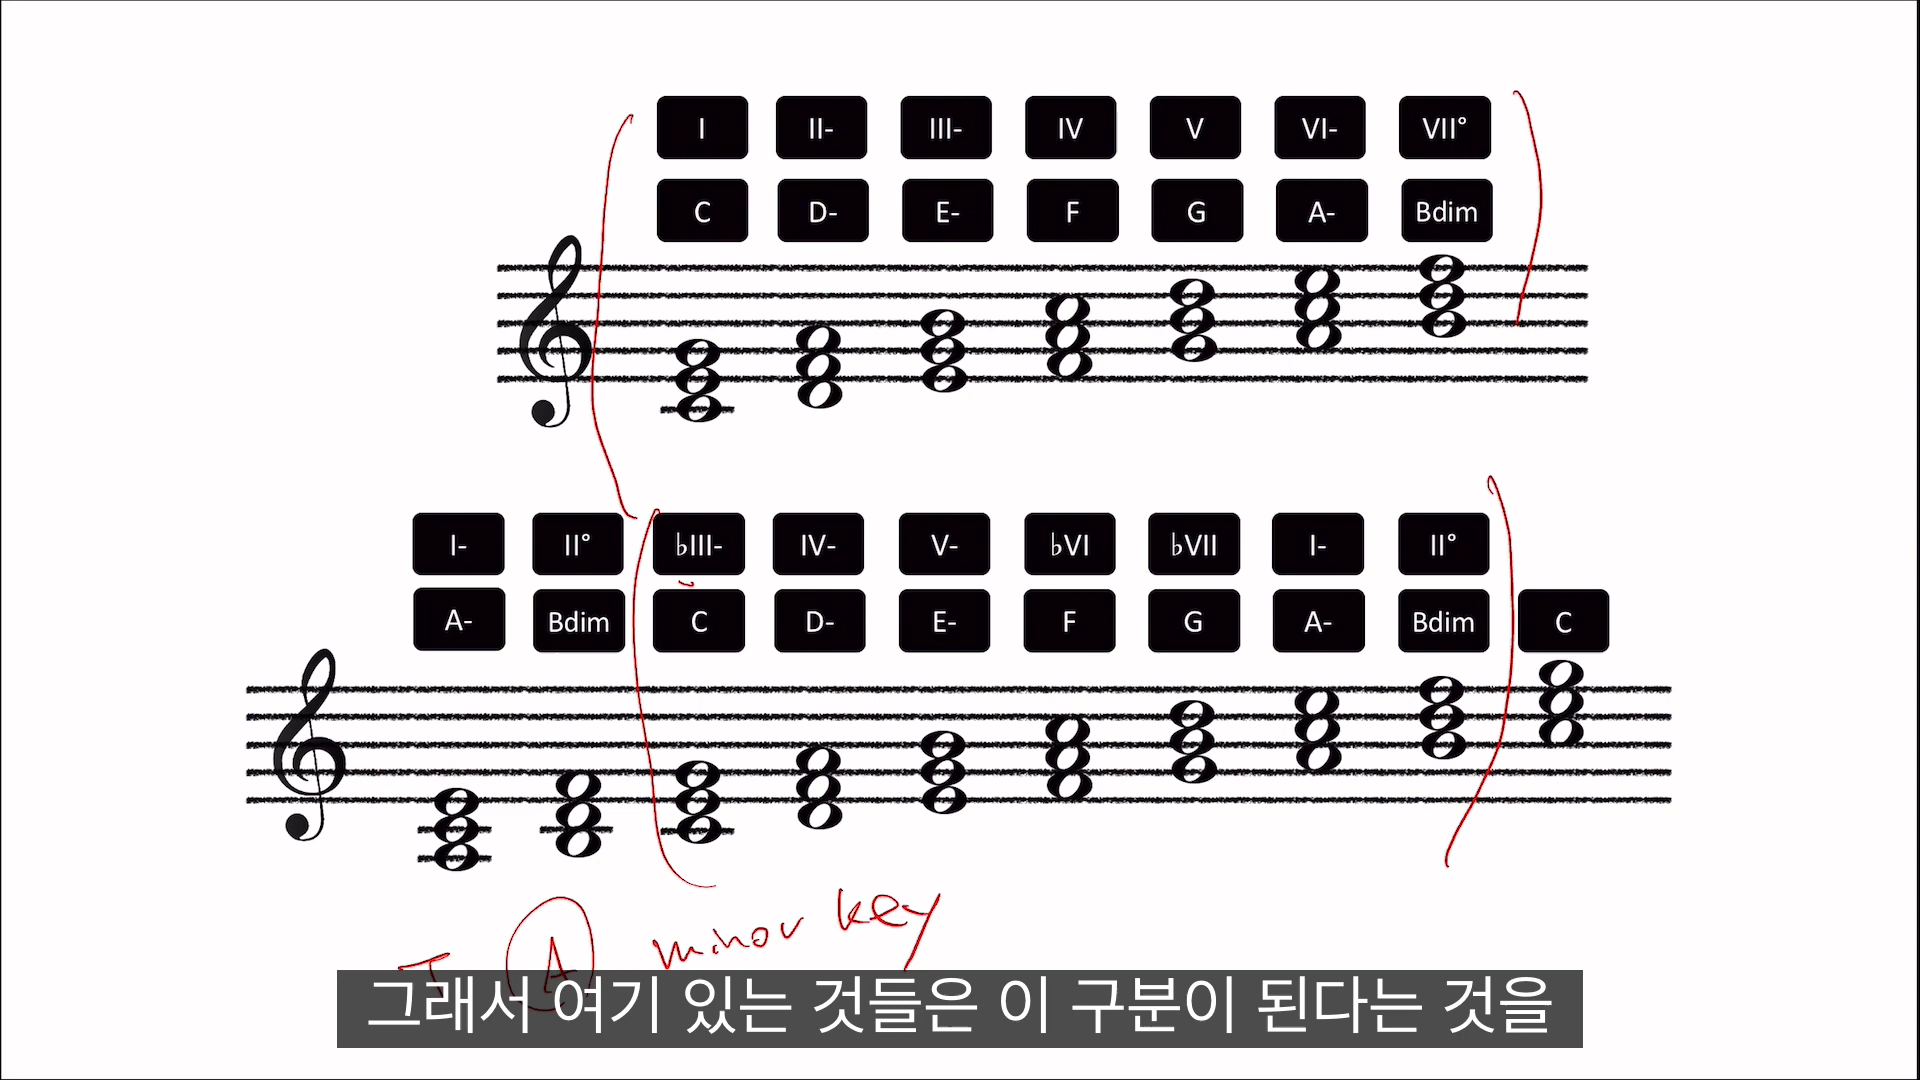 I II- III- IV V VI- VII°
C D- E- F G A- Bdim
I- II° ♭III- IV- V- ♭VI ♭VII I- II°
A- Bdim C D- E- F G A- Bdim C
A minor key
그래서 여기 있는 것들은 이 구분이 된다는 것을